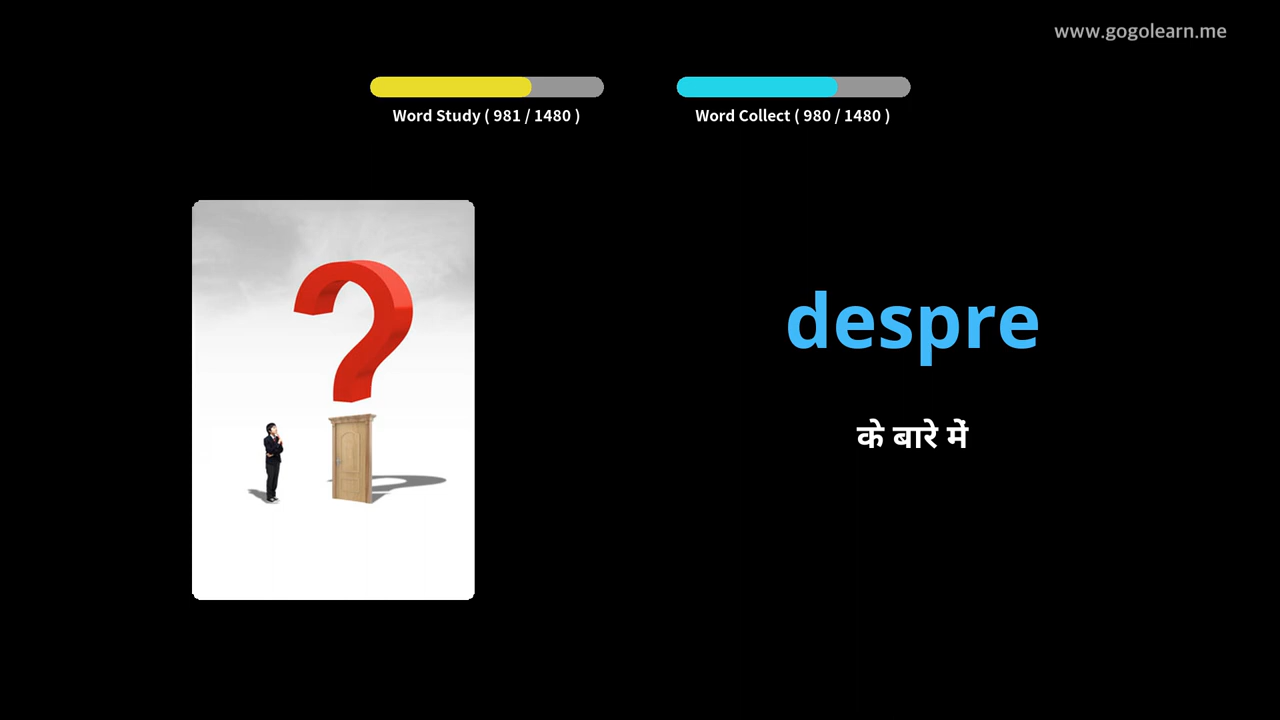 www.gogolearn.me
Word Study ( 981 / 1480 )
Word Collect ( 980 / 1480 )
despre
के बारे में